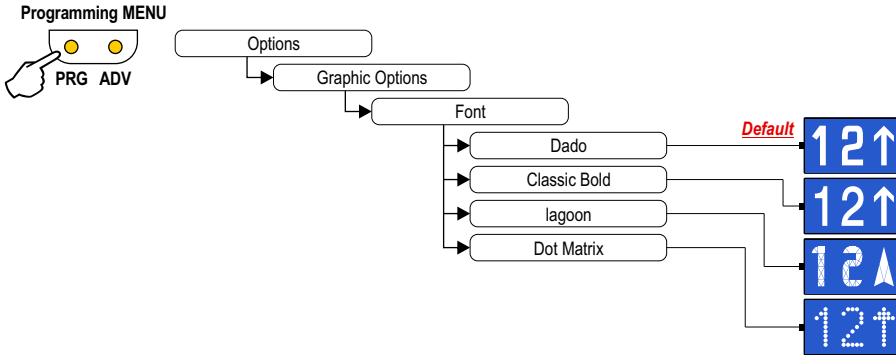 Programming MENU
PRG ADV
Options
Graphic Options
Font
Default
Dado
Classic Bold
lagoon
Dot Matrix
12↑
12↑
12
12↑